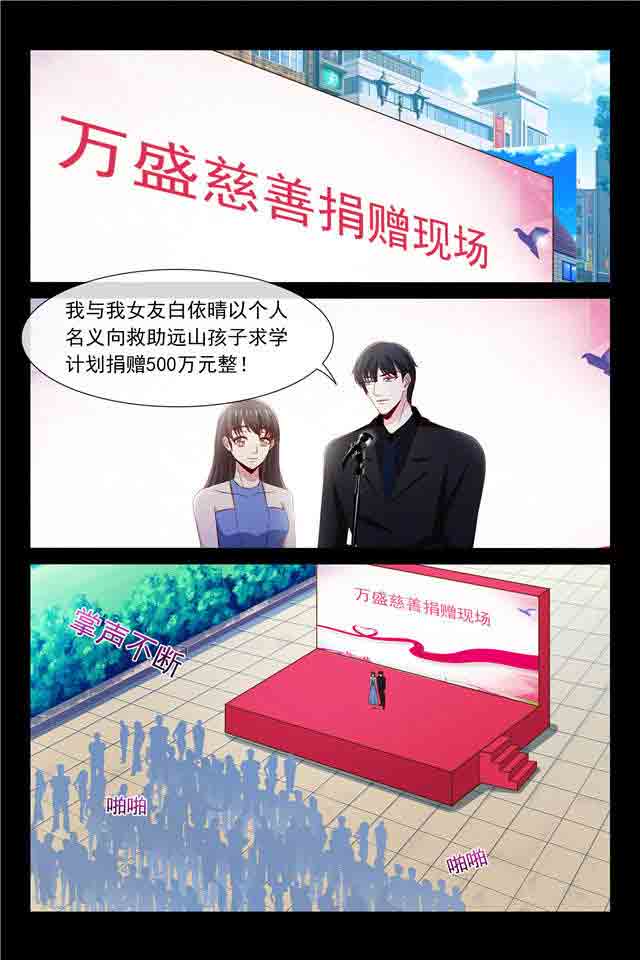 万盛慈善捐赠现场
我与我女友白依晴以个人
名义向救助远山孩子求学
计划捐赠500万元整！
万盛慈善捐赠现场
掌声不断
啪啪
啪啪